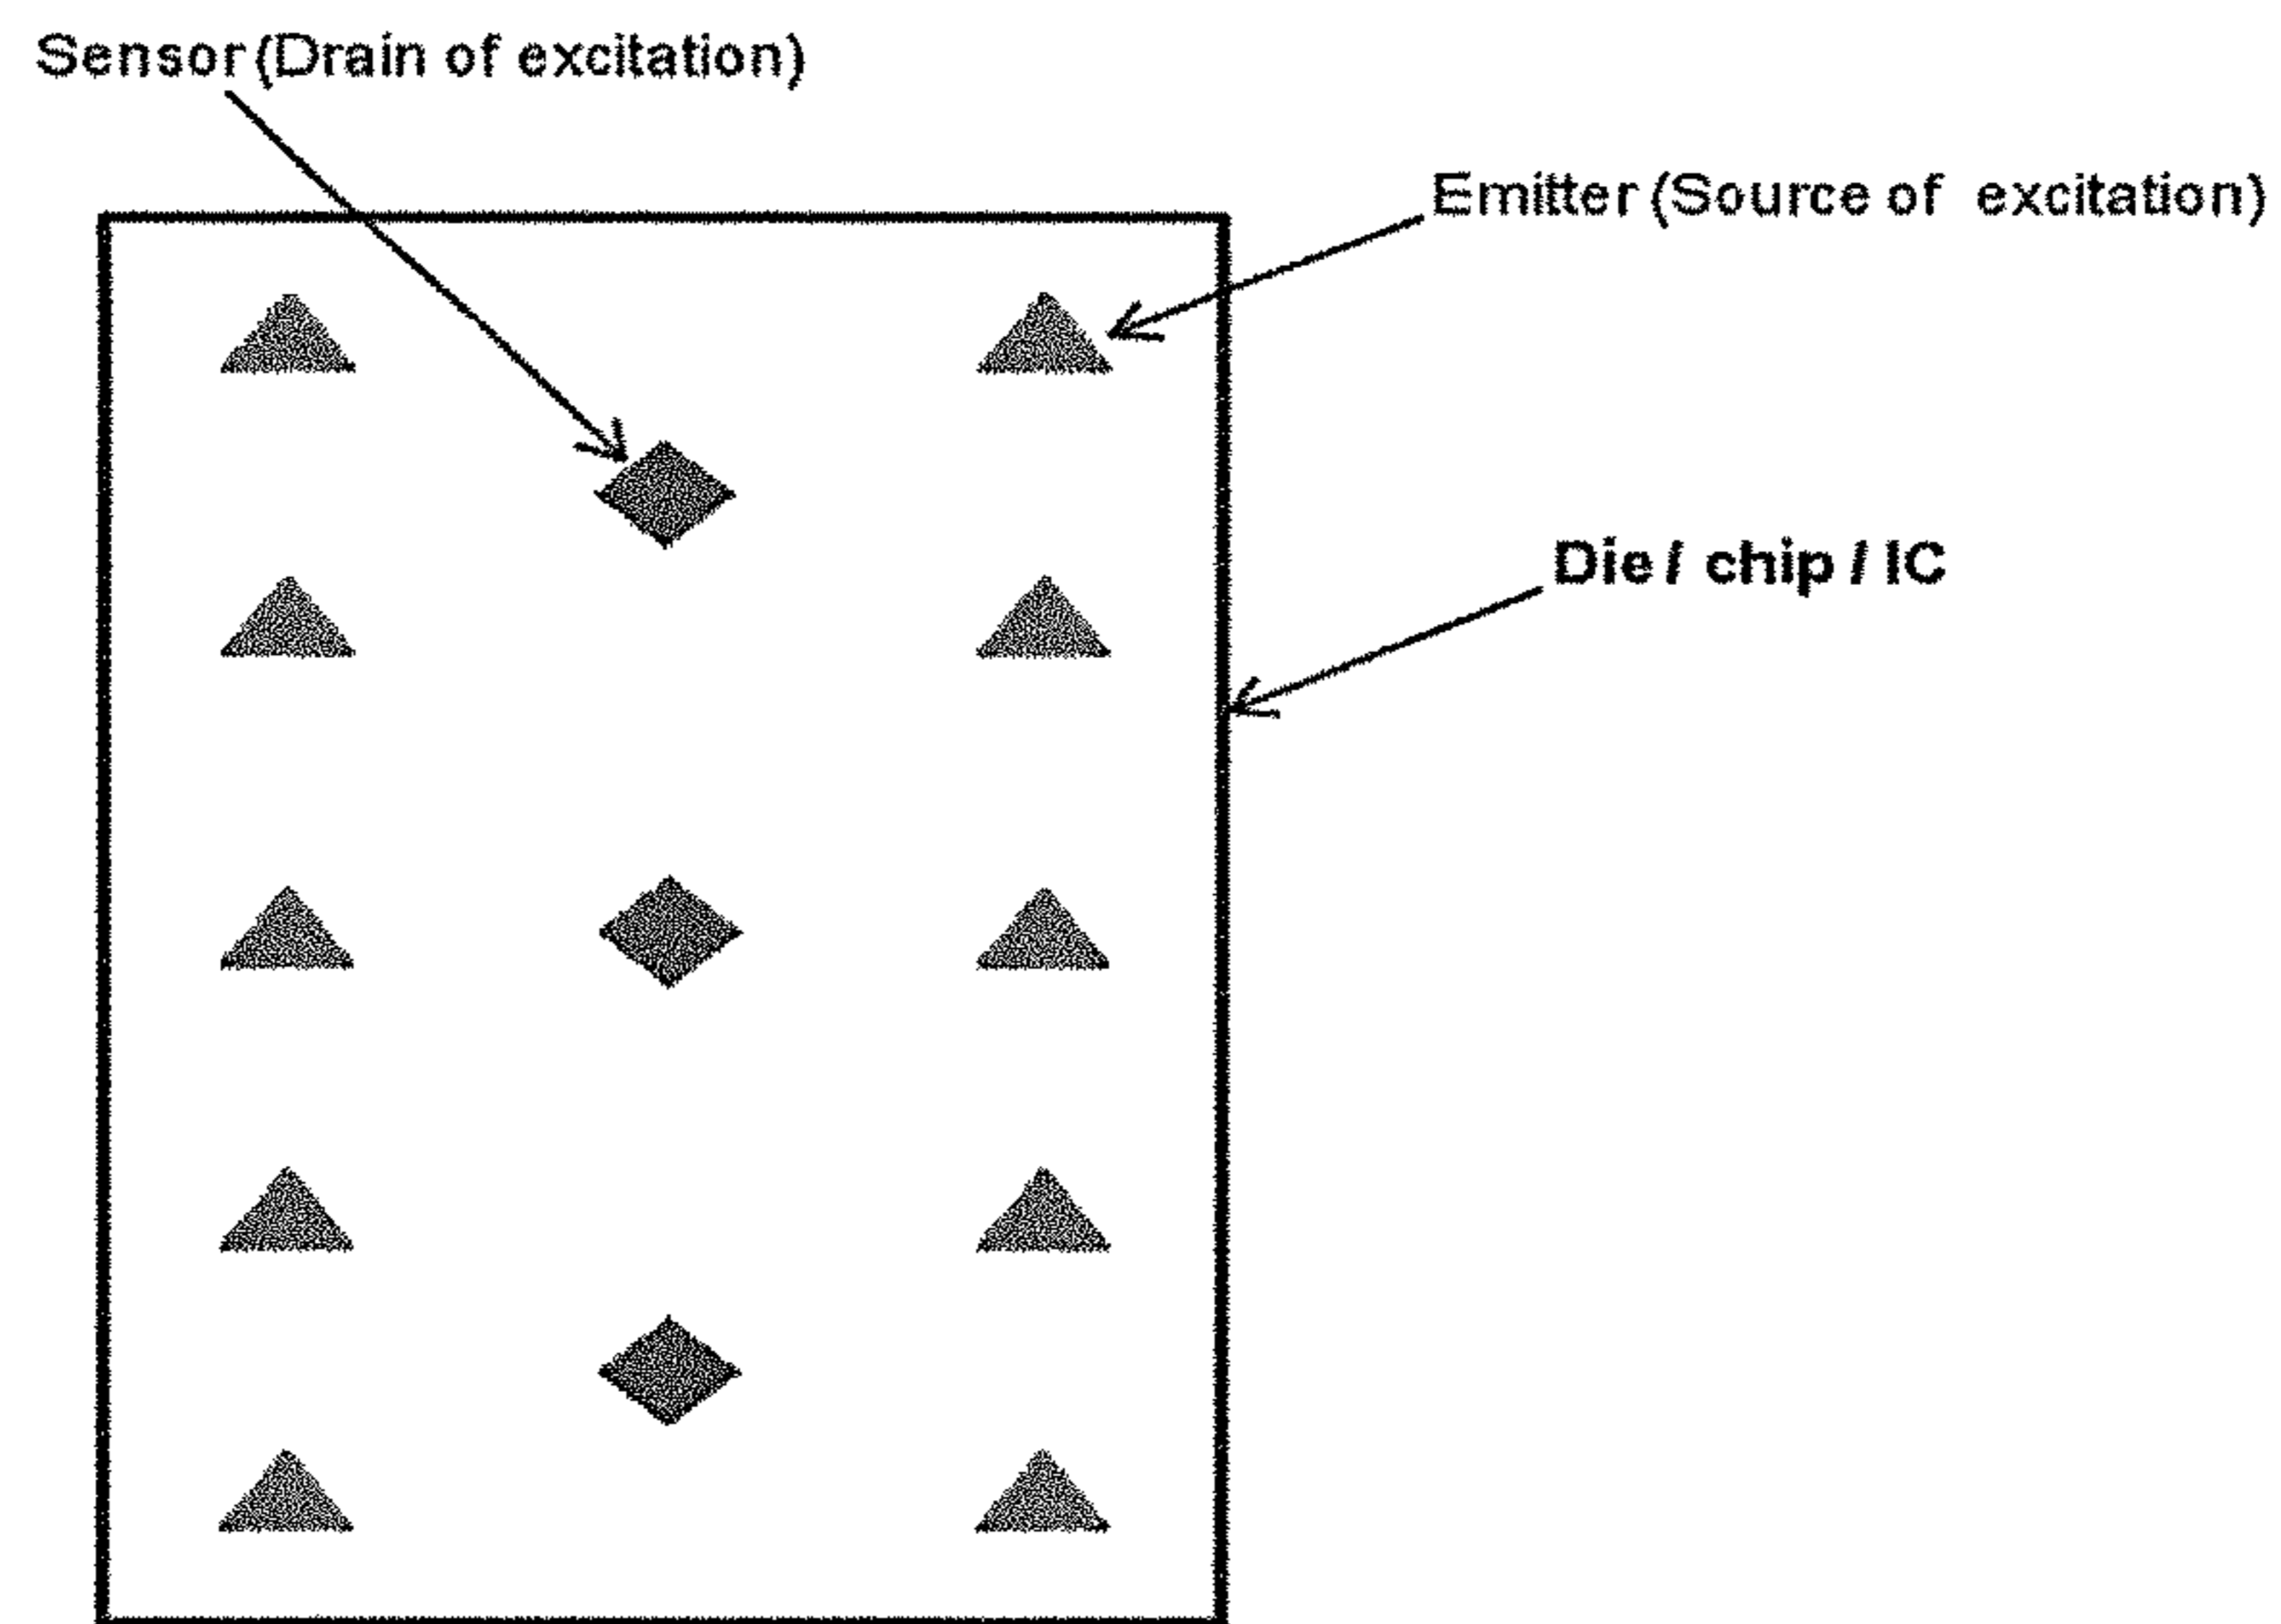 Sensor (Drain of excitation)
Emitter (Source of excitation)
Die / chip / IC